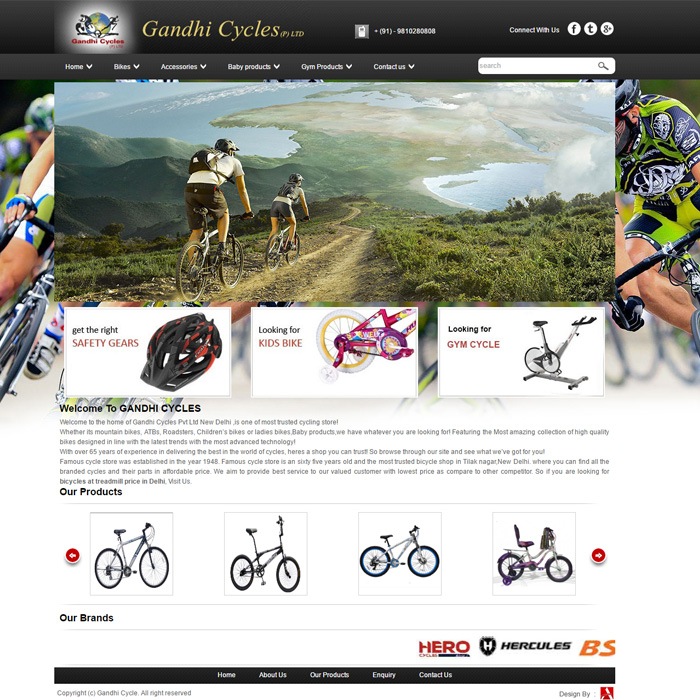 Gandhi Cycles
Gandhi Cycles (P) LTD
+ (91) - 9810280808
Connect With Us
Home
Bikes
Accessories
Baby products
Gym Products
Contact us
search
get the right
SAFETY GEARS
Looking for
KIDS BIKE
Looking for
GYM CYCLE
Welcome To GANDHI CYCLES
Welcome to the home of Gandhi Cycles Pvt Ltd New Delhi ,is one of most trusted cycling store!
Whether its mountain bikes, ATBs, Roadsters, Children's bikes or ladies bikes,Baby products,we have whatever you are looking for! Featuring the Most amazing collection of high quality
bikes designed in line with the latest trends with the most advanced technology!
With over 65 years of experience in delivering the best in the world of cycles, heres a shop you can trust! So browse through our site and see what we've got for you!
Famous cycle store was established in the year 1948. Famous cycle store is an sixty five years old and the most trusted bicycle shop in Tilak nagar,New Delhi. where you can find all the
branded cycles and their parts in affordable price. We aim to provide best service to our valued customer with lowest price as compare to other competitor. So if you are looking for
bicycles at treadmill price in Delhi, Visit Us.
Our Products
Our Brands
HERO
CYCLE
HERCULES
BS
Home
About Us
Our Products
Enquiry
Contact Us
Copyright (c) Gandhi Cycle. All right reserved
Design By :